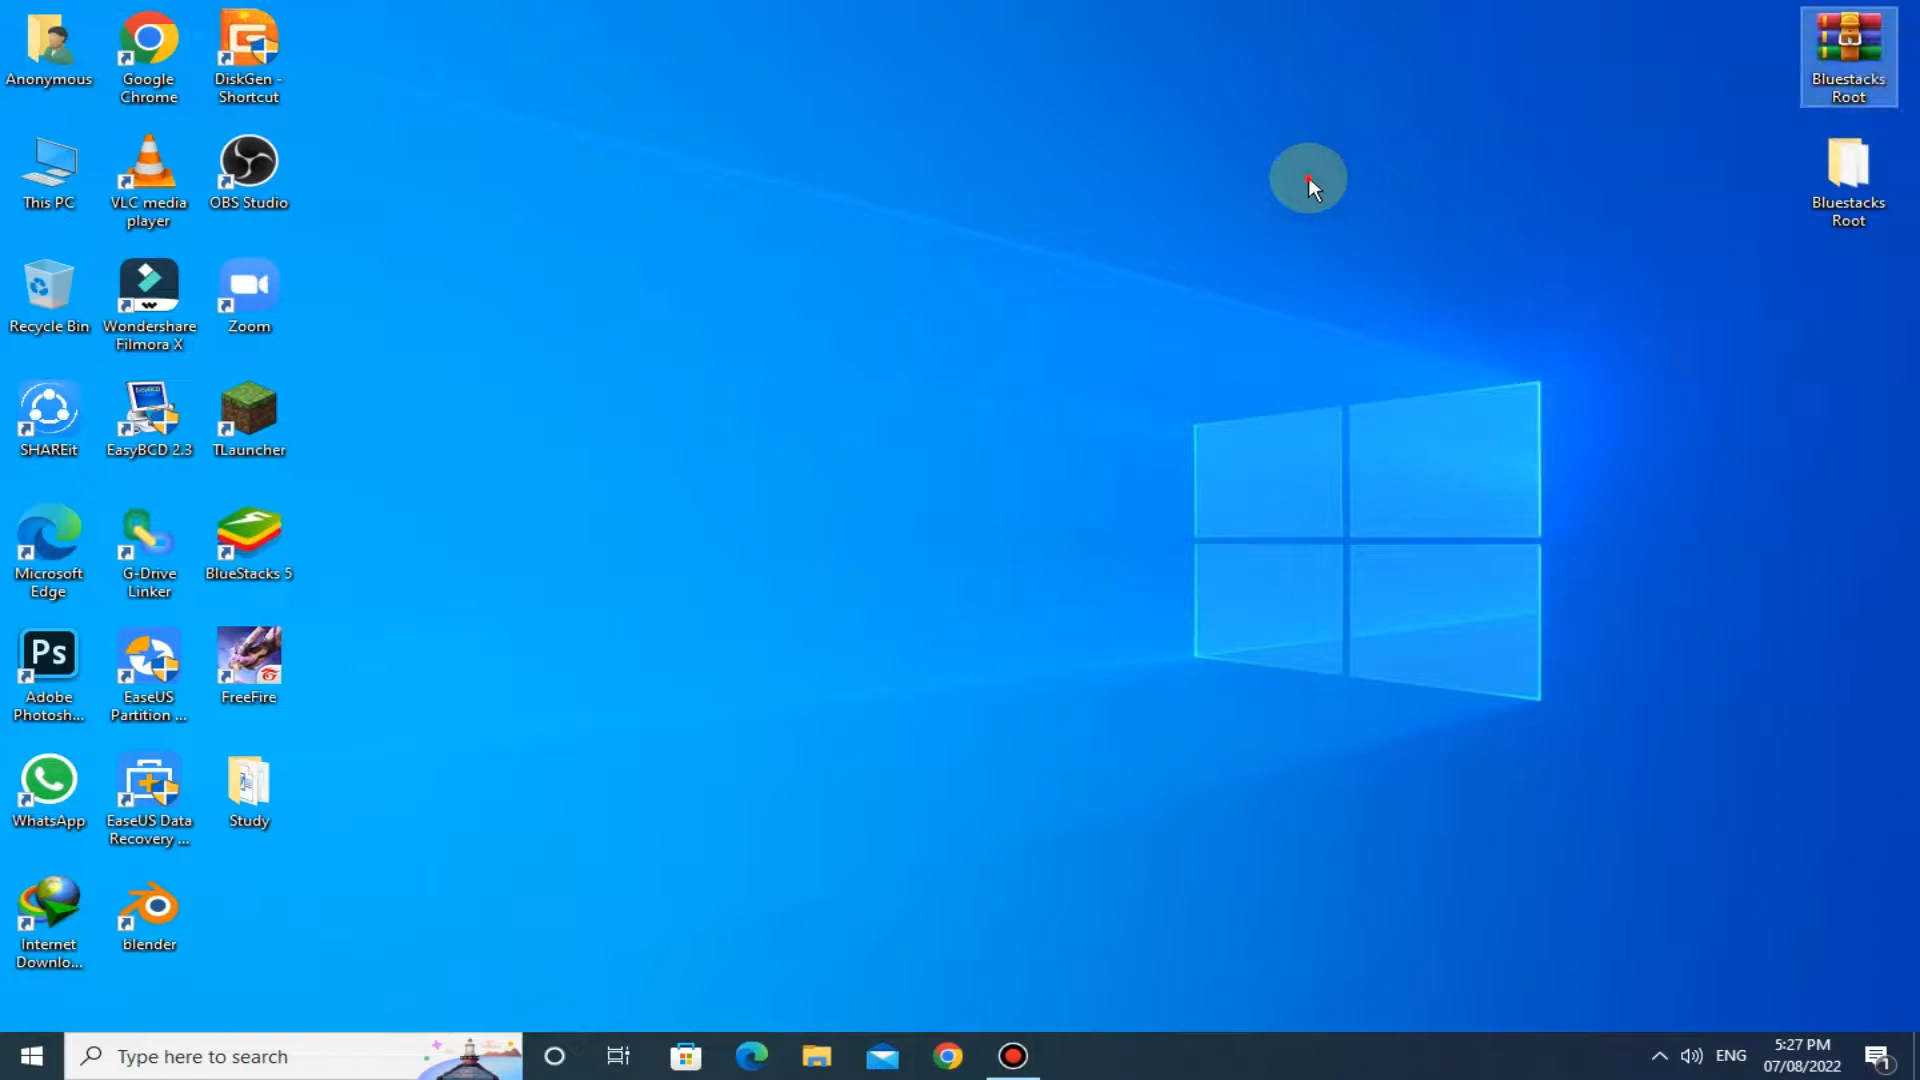 Anonymous
Google
Chrome
DiskGen -
Shortcut
This PC
VLC media
player
OBS Studio
Recycle Bin
Wondershare
Filmora X
Zoom
SHAREit
EasyBCD 2.3
TLauncher
Microsoft
Edge
G-Drive
Linker
BlueStacks 5
Ps
Adobe
Photosh...
EaseUS
Partition ...
FreeFire
WhatsApp
EaseUS Data
Recovery ...
Study
Internet
Downlo...
blender
Bluestacks
Root
Bluestacks
Root
Type here to search
ENG
5:27 PM
07/08/2022
1